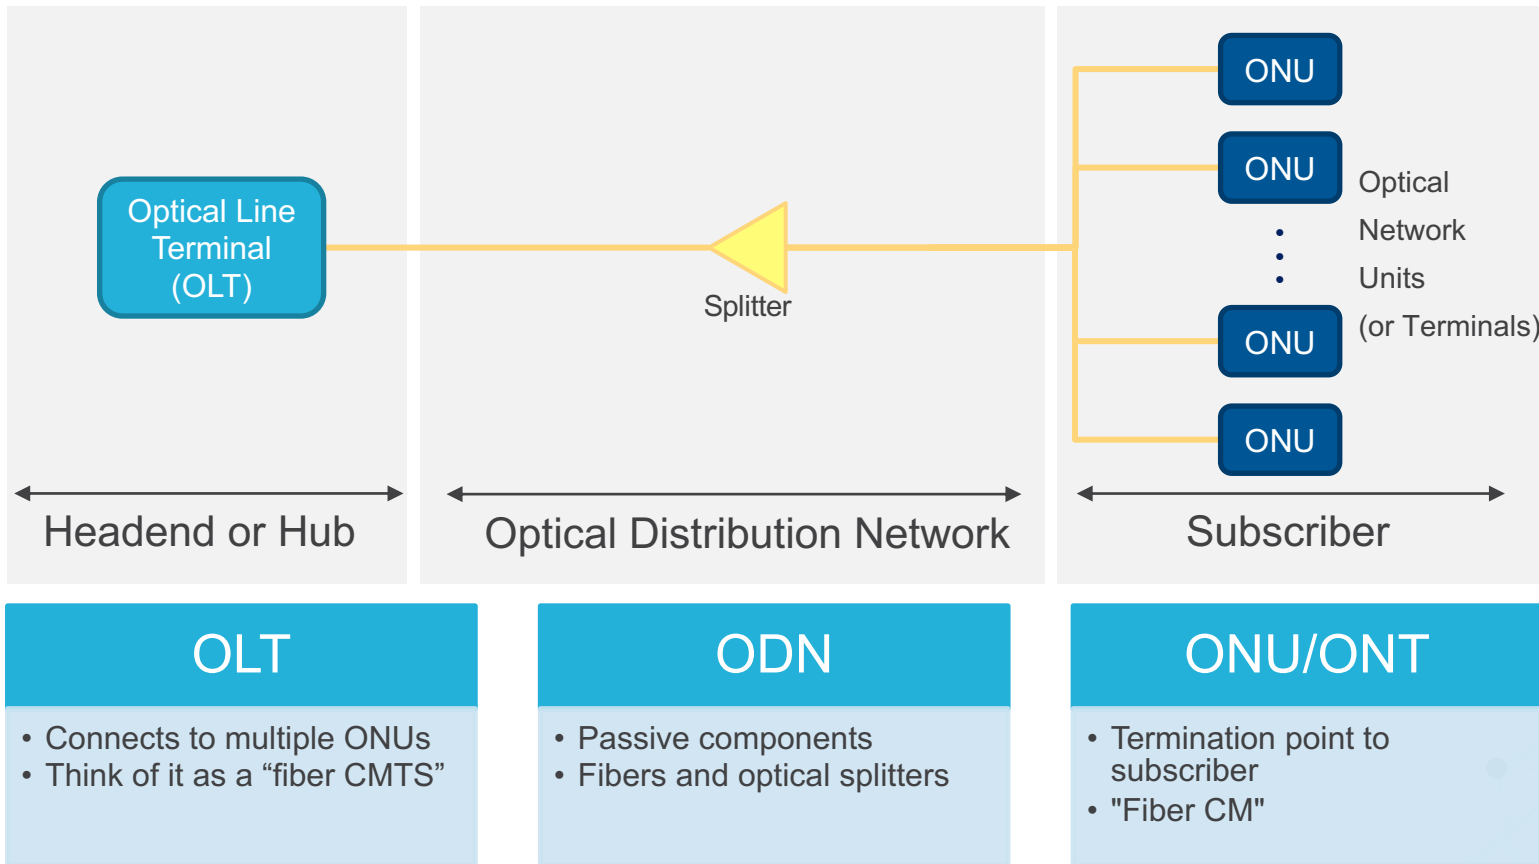 ONU
ONU
Optical
Network
Units
(or Terminals)
ONU
ONU
Optical Line
Terminal
(OLT)
Splitter
Headend or Hub
Optical Distribution Network
Subscriber
OLT
• Connects to multiple ONUs
• Think of it as a “fiber CMTS”
ODN
• Passive components
• Fibers and optical splitters
ONU/ONT
• Termination point to
subscriber
• "Fiber CM"